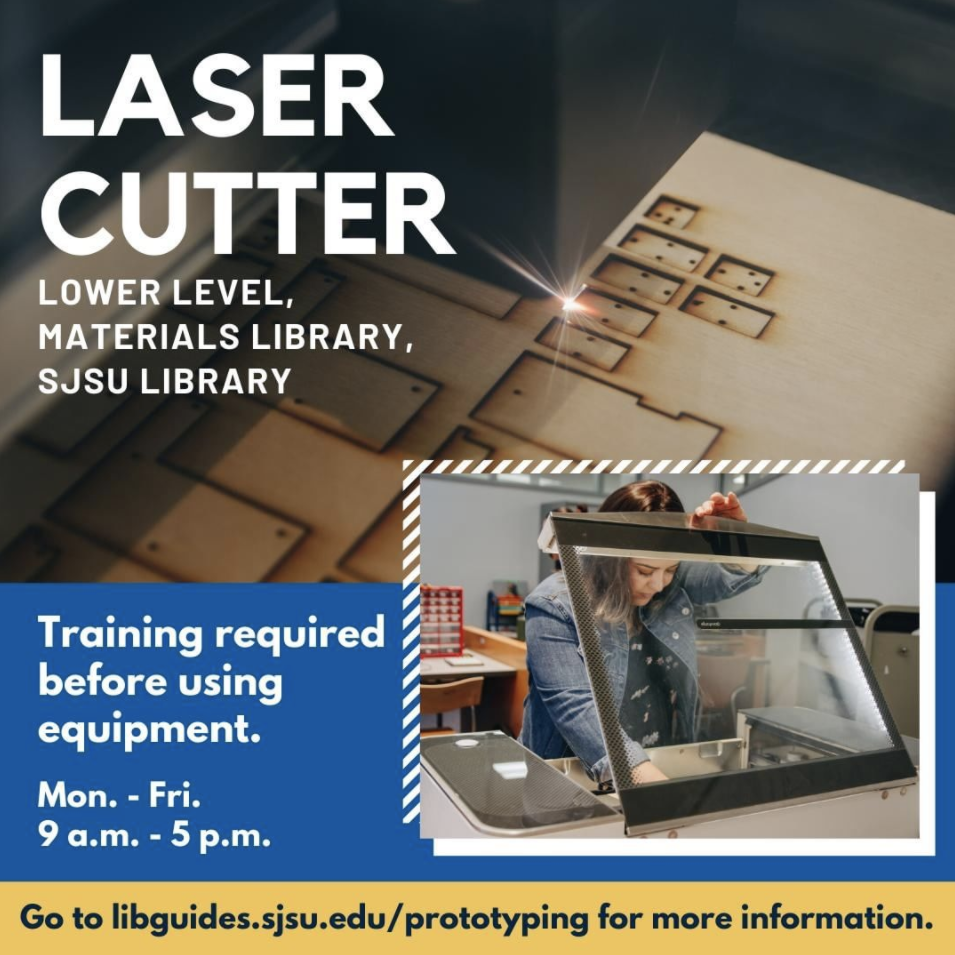 LASER
CUTTER
LOWER LEVEL,
MATERIALS LIBRARY,
SJSU LIBRARY
Training required
before using
equipment.
Mon. - Fri.
9 a.m. - 5 p.m.
Go to libguides.sjsu.edu/prototyping for more information.